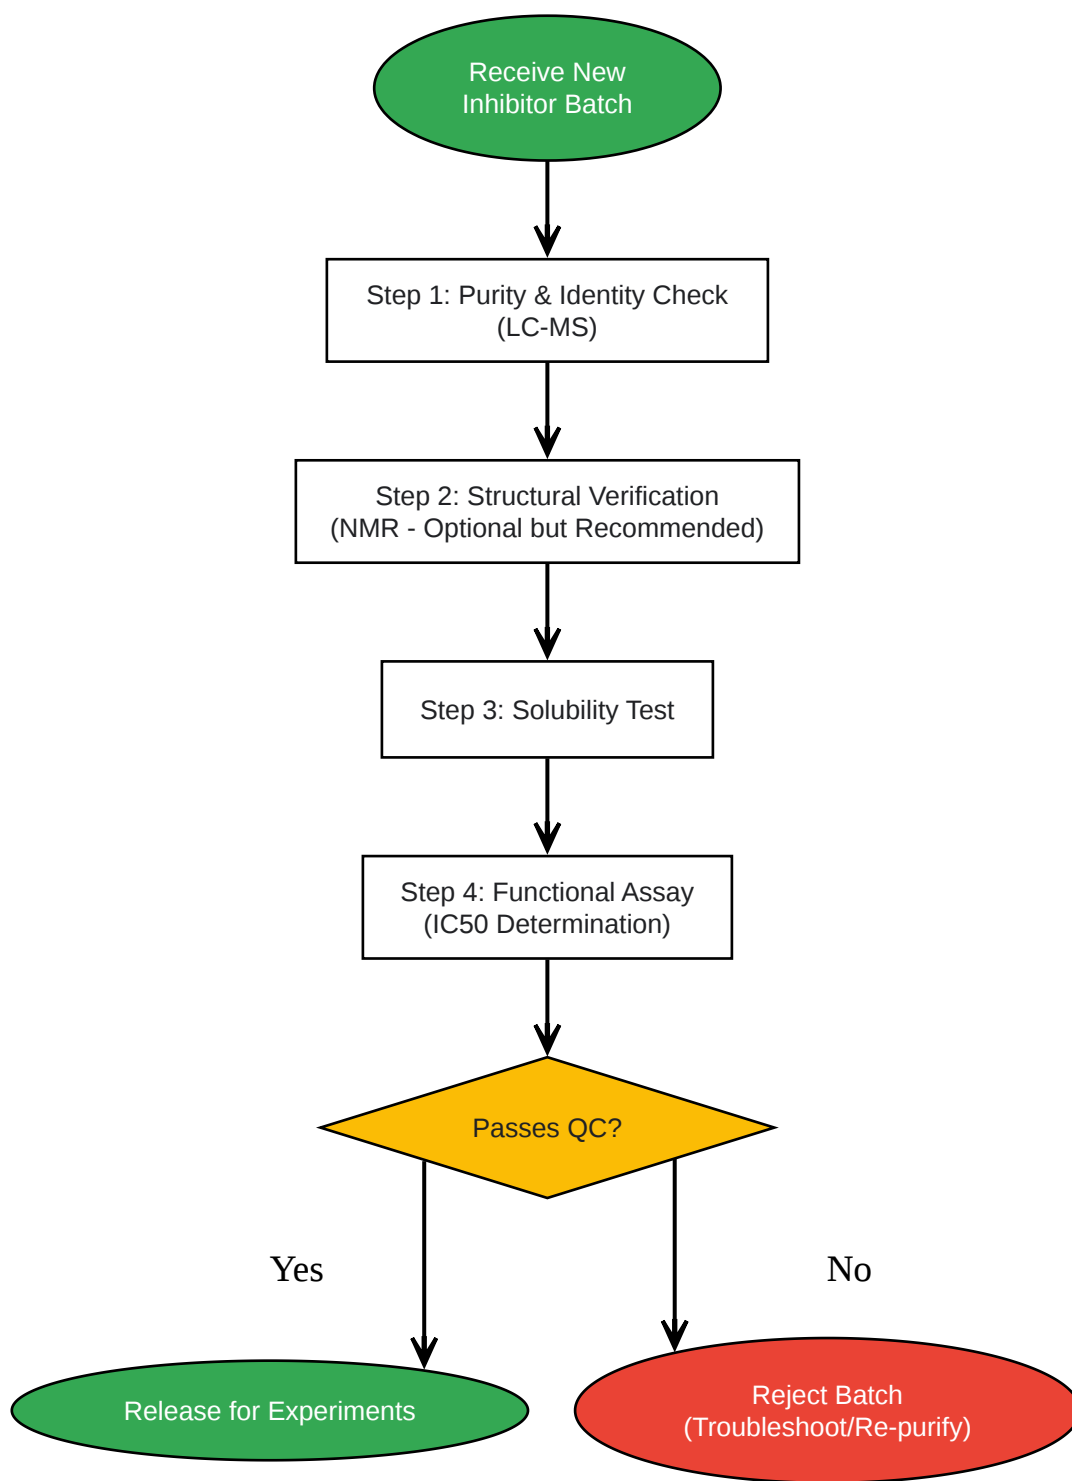 Receive New
Inhibitor Batch
Step 1: Purity & Identity Check
(LC-MS)
Step 2: Structural Verification
(NMR - Optional but Recommended)
Step 3: Solubility Test
Step 4: Functional Assay
(IC50 Determination)
Passes QC?
Yes
No
Release for Experiments
Reject Batch
(Troubleshoot/Re-purify)